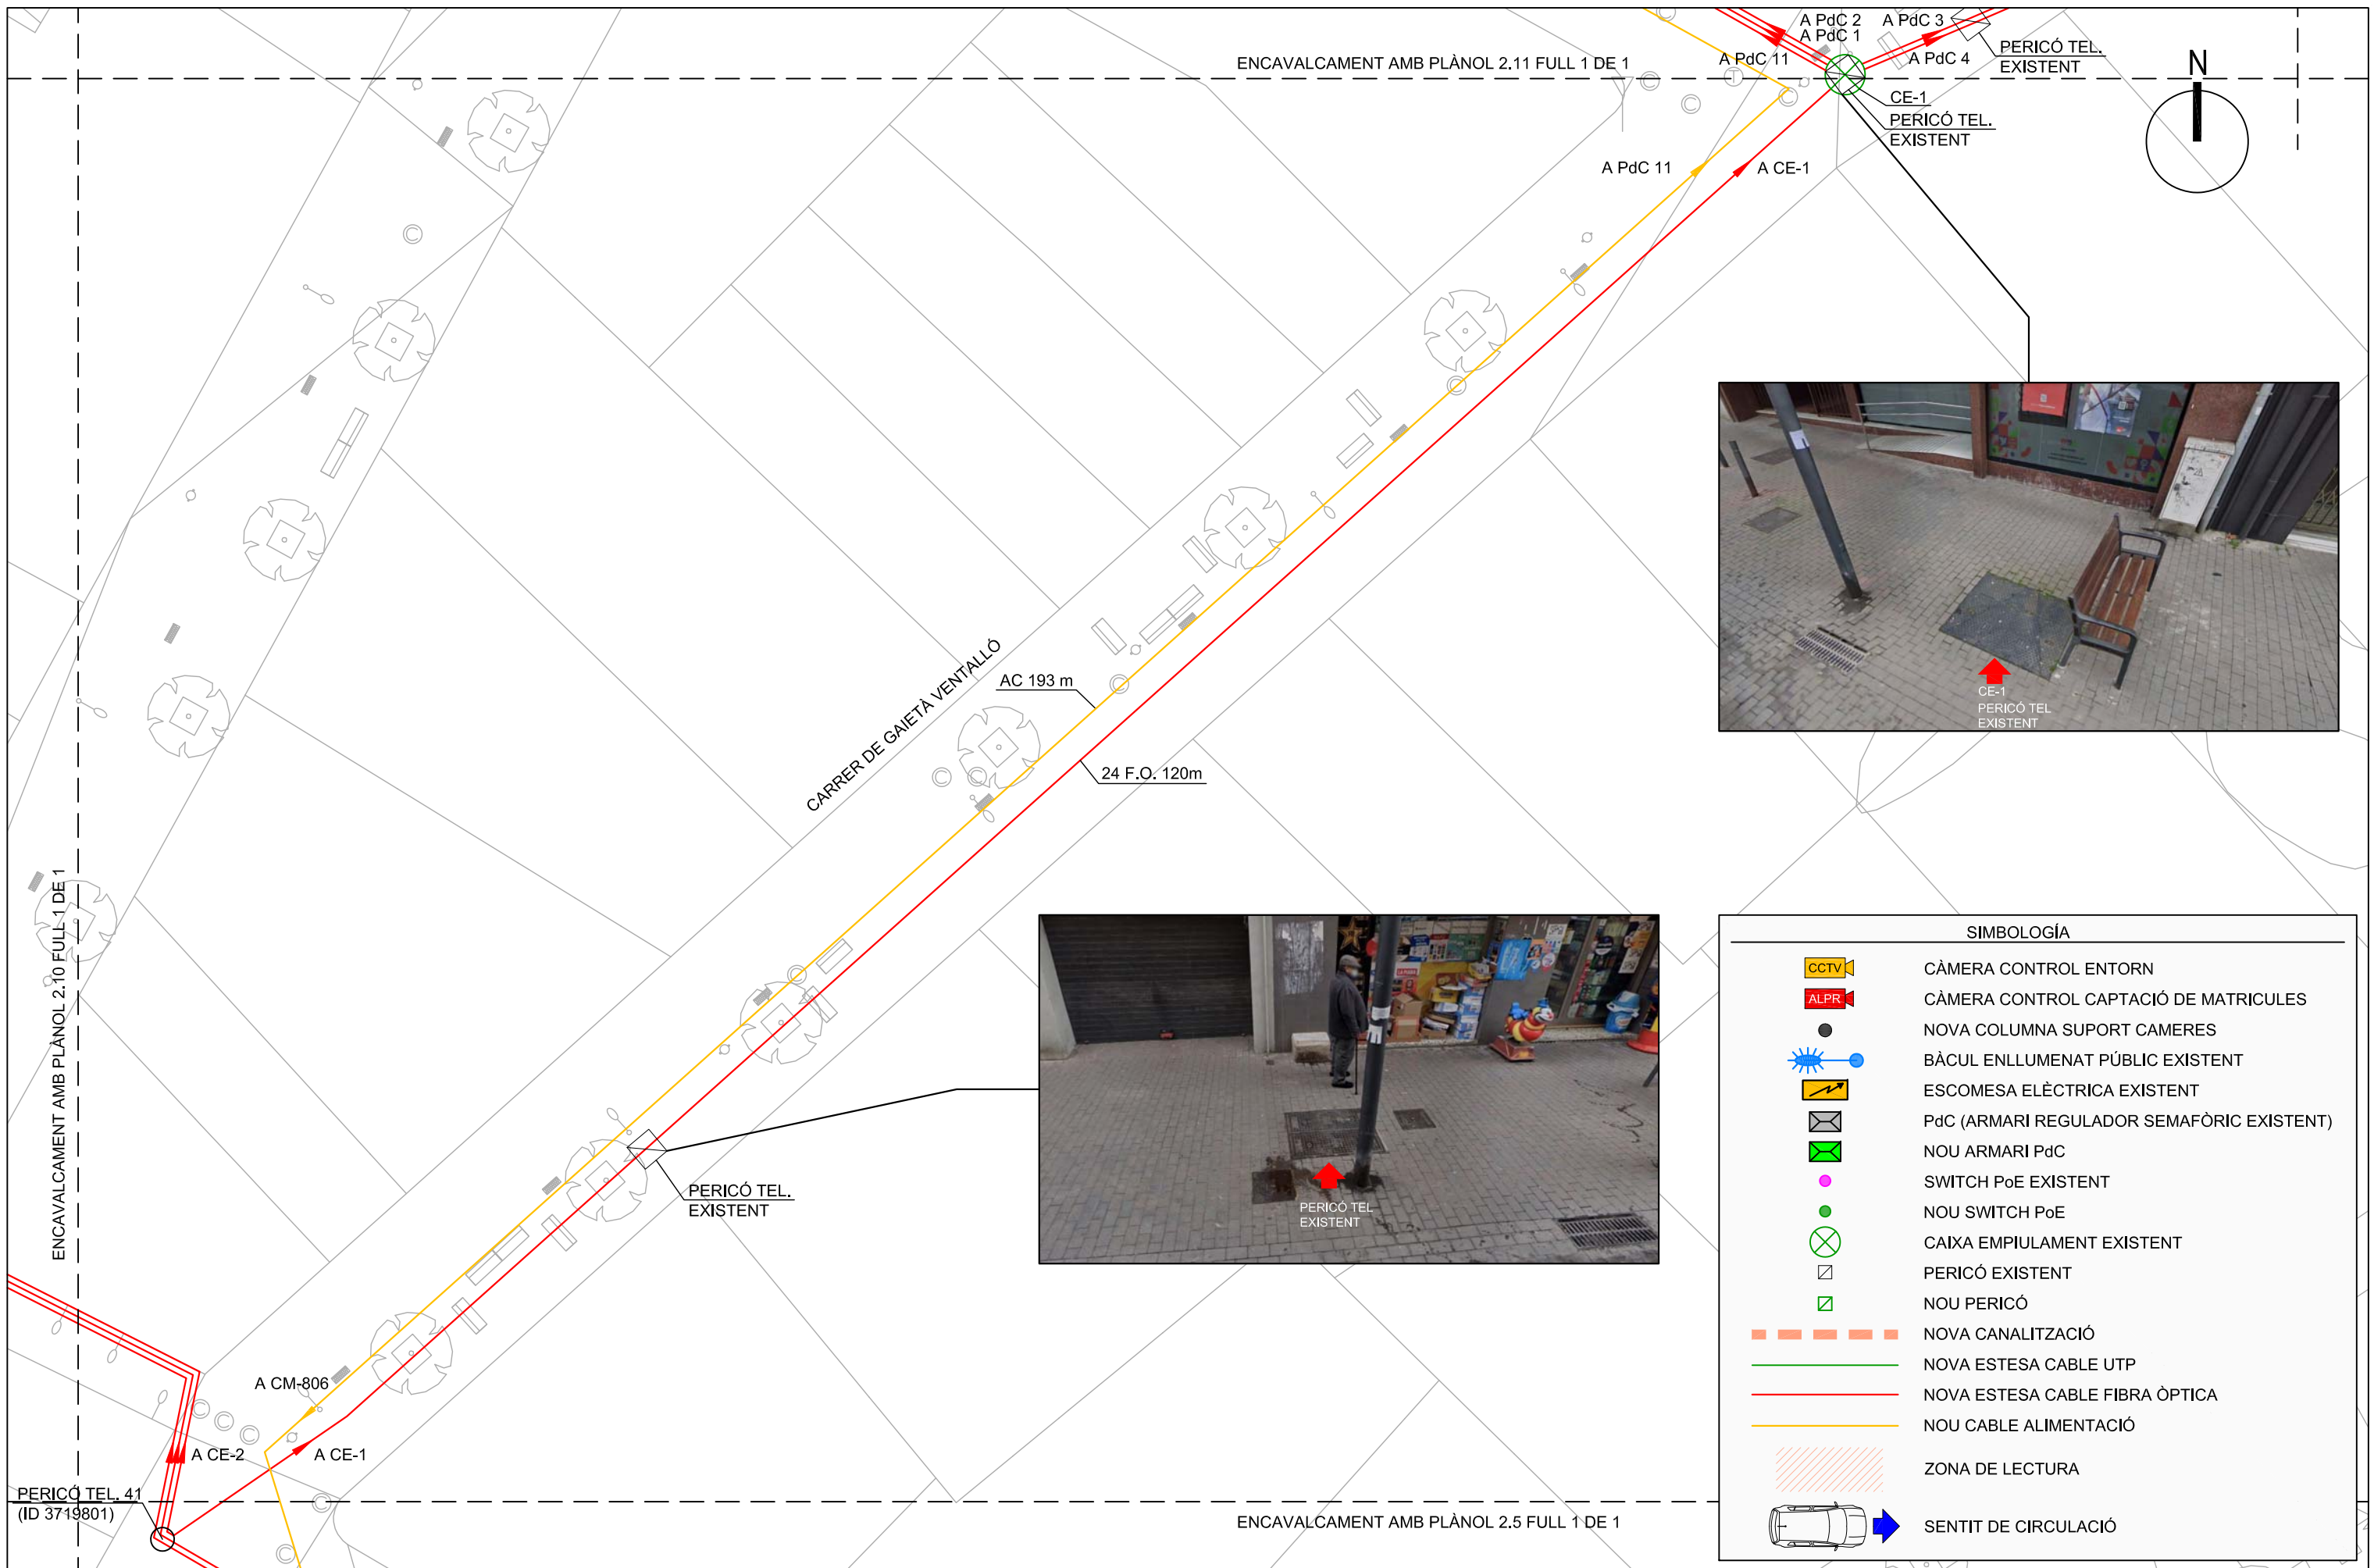 A PdC 2
A PdC 1
A PdC 3
PERICÓ TEL.
EXISTENT
ENCAVALCAMENT AMB PLÀNOL 2.11 FULL 1 DE 1
A PdC 11
A PdC 4
N
T
CE-1
PERICÓ TEL.
EXISTENT
A PdC 11
A CE-1
CARRER DE GAIETÀ VENTALLÓ
AC 193 m
24 F.O. 120m
CE-1
PERICÓ TEL
EXISTENT
ENCAVALCAMENT AMB PLÀNOL 2.10 FULL 1 DE 1
PERICÓ TEL.
EXISTENT
PERICÓ TEL
EXISTENT
A CM-806
A CE-2
A CE-1
PERICÓ TEL. 41
(ID 3719801)
ENCAVALCAMENT AMB PLÀNOL 2.5 FULL 1 DE 1
SIMBOLOGÍA
CCTV
CÀMERA CONTROL ENTORN
ALPR
CÀMERA CONTROL CAPTACIÓ DE MATRICULES
NOVA COLUMNA SUPORT CAMERES
BÀCUL ENLLUMENAT PÚBLIC EXISTENT
ESCOMESA ELÈCTRICA EXISTENT
PdC (ARMARI REGULADOR SEMAFÒRIC EXISTENT)
NOU ARMARI PdC
SWITCH PoE EXISTENT
NOU SWITCH PoE
CAIXA EMPIULAMENT EXISTENT
PERICÓ EXISTENT
NOU PERICÓ
NOVA CANALITZACIÓ
NOVA ESTESA CABLE UTP
NOVA ESTESA CABLE FIBRA ÒPTICA
NOU CABLE ALIMENTACIÓ
ZONA DE LECTURA
SENTIT DE CIRCULACIÓ